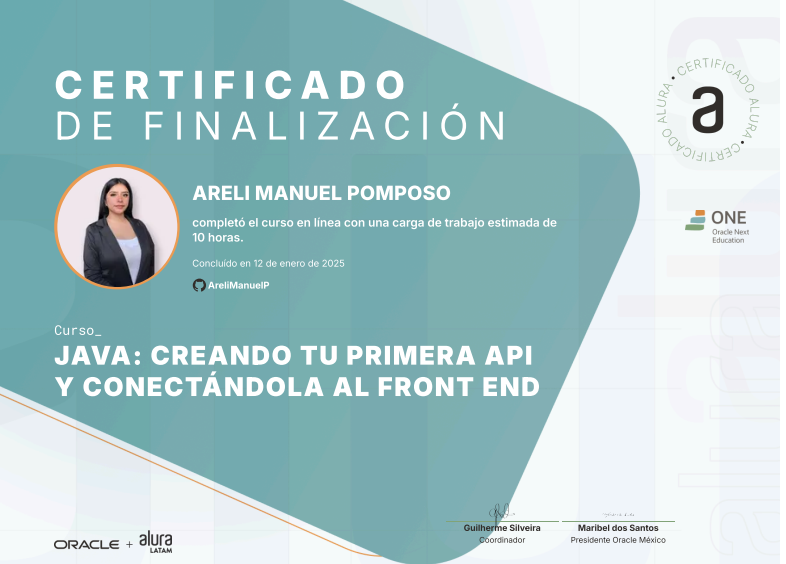 CERTIFICADO
DE FINALIZACIÓN
ARELI MANUEL POMPOSO
completó el curso en línea con una carga de trabajo estimada de
10 horas.
Concluído en 12 de enero de 2025
AreliManuelP
Curso_
JAVA: CREANDO TU PRIMERA API
Y CONECTÁNDOLA AL FRONT END
CERTIFICADO ALURA • CERTIFICADO ALURA •
a
ONE
Oracle Next
Education
Guilherme Silveira
Coordinador
Maribel dos Santos
Presidente Oracle México
ORACLE + alura
LATAM
alura
alura